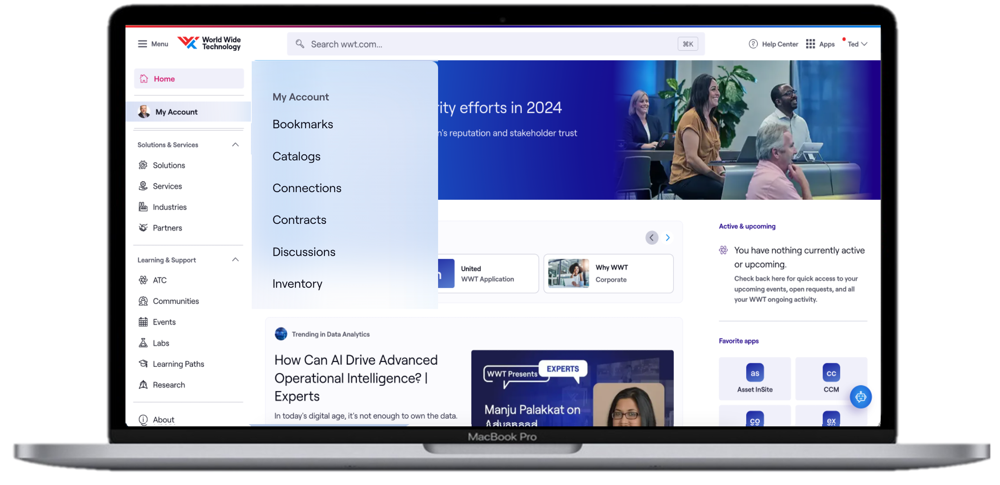 Menu
World Wide
Technology
Search wwt.com...
⌘K
Help Center
Apps
Ted
Home
My Account
Solutions & Services
Solutions
Services
Industries
Partners
Learning & Support
ATC
Communities
Events
Labs
Learning Paths
Research
About
My Account
Bookmarks
Catalogs
Connections
Contracts
Discussions
Inventory
ity efforts in 2024
n's reputation and stakeholder trust
United
WWT Application
Why WWT
Corporate
Trending in Data Analytics
How Can AI Drive Advanced
Operational Intelligence? |
Experts
In today's digital age, it's not enough to own the data.
WWT Presents
EXPERTS
Manju Palakkat on
Advanced
Active & upcoming
You have nothing currently active
or upcoming.
Check back here for quick access to your
upcoming events, open requests, and all
your WWT ongoing activity.
Favorite apps
as
Asset InSite
cc
CCM
co
ex
MacBook Pro